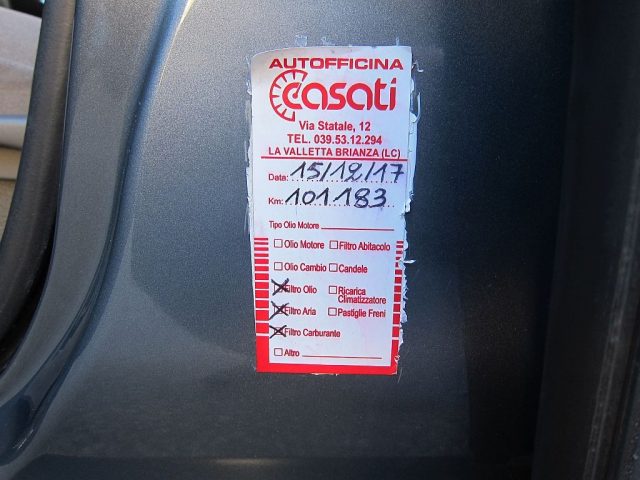 AUTOFFICINA
Casati
Via Statale, 12
TEL. 039.53.12.294
LA VALLETTA BRIANZA (LC)
Data: 15/12/17
Km: 101183
Tipo Olio Motore
Olio Motore Filtro Abitacolo
Olio Cambio Candele
Filtro Olio Ricarica Climatizzatore
Filtro Aria Pastiglie Freni
Filtro Carburante
Altro